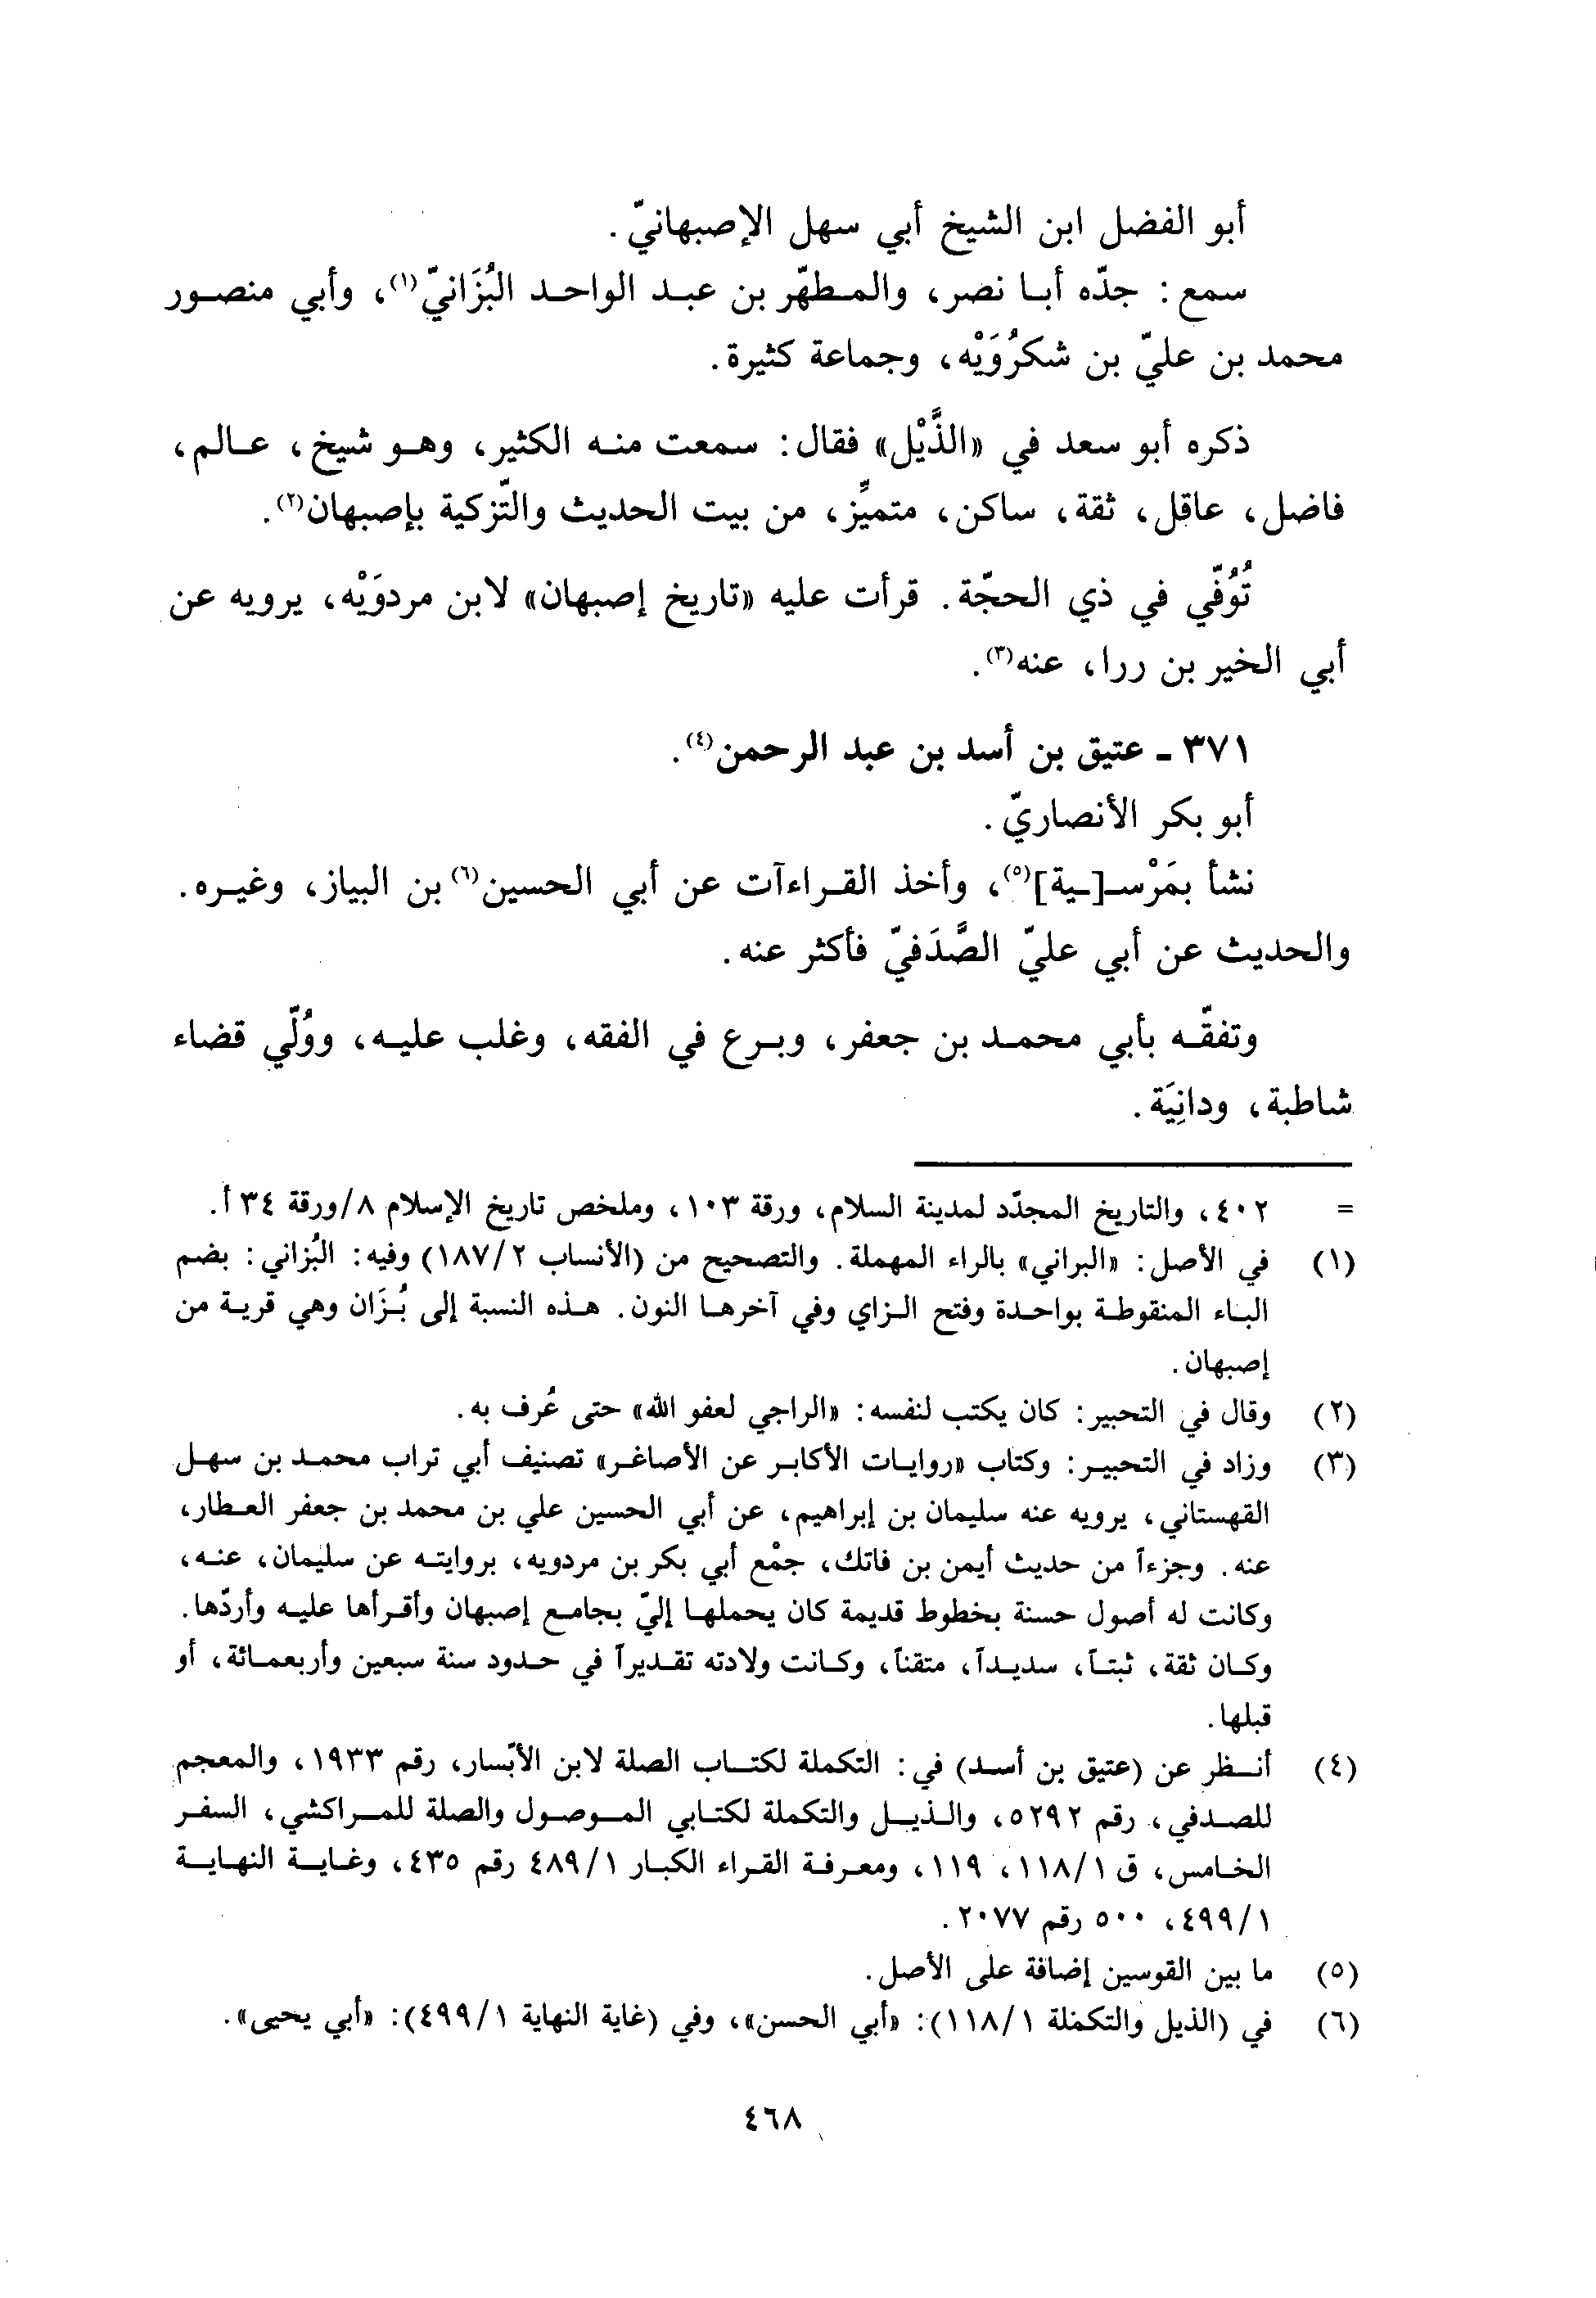 أبو الفضل ابن الشيخ أبي سهل الإصبهانيّ.
سمع: جدّه أبا نصر، والمطهّر بن عبد الواحد البُزَانيّ(١)، وأبي منصور
محمد بن عليّ بن شكرُوَيْه، وجماعة كثيرة.
ذكره أبو سعد في «الذَّيْل» فقال: سمعت منه الكثير، وهو شيخ، عالم،
فاضل، عاقل، ثقة، ساكن، متميِّز، من بيت الحديث والتّزكية بإصبهان(٢).
تُوُفّي في ذي الحجّة. قرأت عليه «تاريخ إصبهان» لابن مردوَيْه، يرويه عن
أبي الخير بن ررا، عنه(٣).
٣٧١ - عتيق بن أسد بن عبد الرحمن(٤).
أبو بكر الأنصاريّ.
نشأ بمَرْسـ[ـية](٥)، وأخذ القراءآت عن أبي الحسين(٦) بن البياز، وغيره.
والحديث عن أبي عليّ الصَّدَفيّ فأكثر عنه.
وتفقّه بأبي محمد بن جعفر، وبرع في الفقه، وغلب عليه، ووُلّي قضاء
شاطبة، ودانِيَة.
= ٤٠٢، والتاريخ المجدّد لمدينة السلام، ورقة ١٠٣، وملخص تاريخ الإسلام ٨/ورقة ٣٤ أ.
(١) في الأصل: «البراني» بالراء المهملة. والتصحيح من (الأنساب ١٨٧/٢) وفيه: البُزاني: بضم
الباء المنقوطة بواحدة وفتح الزاي وفي آخرها النون. هذه النسبة إلى بُزَان وهي قرية من
إصبهان.
(٢) وقال في التحبير: كان يكتب لنفسه: «الراجي لعفو الله» حتى عُرف به.
(٣) وزاد في التحبير: وكتاب «روايات الأكابر عن الأصاغر» تصنيف أبي تراب محمد بن سهل
القهستاني، يرويه عنه سليمان بن إبراهيم، عن أبي الحسين علي بن محمد بن جعفر العطار،
عنه. وجزءاً من حديث أيمن بن فاتك، جمْع أبي بكر بن مردويه، بروايته عن سليمان، عنه،
وكانت له أصول حسنة بخطوط قديمة كان يحملها إليّ بجامع إصبهان وأقرأها عليه وأردّها.
وكان ثقة، ثبتاً، سديداً، متقناً، وكانت ولادته تقديراً في حدود سنة سبعين وأربعمائة، أو
قبلها.
(٤) أنظر عن (عتيق بن أسد) في: التكملة لكتاب الصلة لابن الأبّسار، رقم ١٩٣٣، والمعجم
للصدفي، رقم ٥٢٩٢، والذيل والتكملة لكتابي الموصول والصلة للمراكشي، السفر
الخامس، ق ١١٨/١، ١١٩، ومعرفة القراء الكبار ٤٨٩/١ رقم ٤٣٥، وغاية النهاية
٤٩٩/١، ٥٠٠ رقم ٢٠٧٧.
(٥) ما بين القوسين إضافة على الأصل.
(٦) في (الذيل والتكملة ١١٨/١): «أبي الحسن»، وفي (غاية النهاية ٤٩٩/١): «أبي يحيى».
٤٦٨